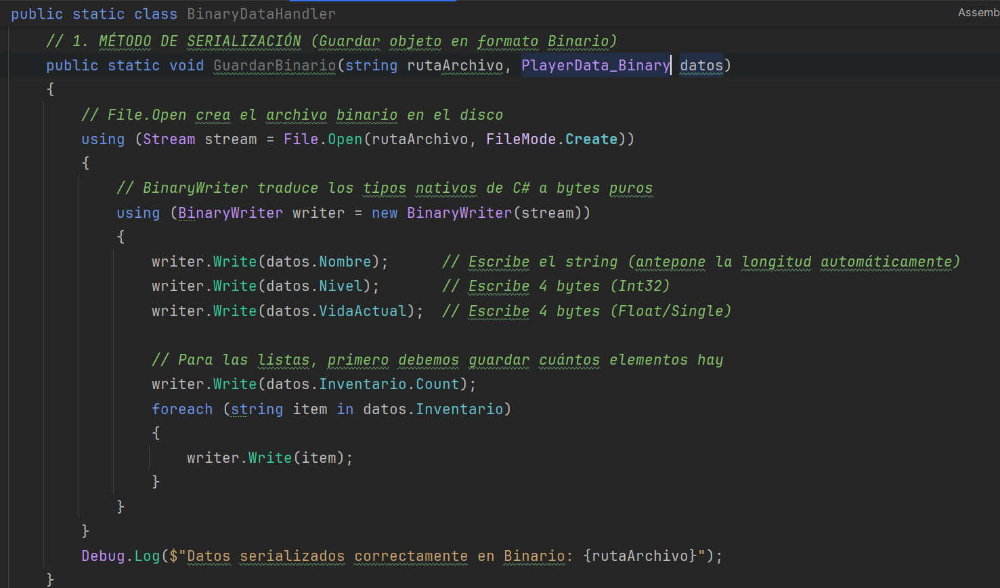 public static class BinaryDataHandler
Assemb
// 1. MÉTODO DE SERIALIZACIÓN (Guardar objeto en formato Binario)
public static void GuardarBinario(string rutaArchivo, PlayerData_Binary datos)
{
// File.Open crea el archivo binario en el disco
using (Stream stream = File.Open(rutaArchivo, FileMode.Create))
{
// BinaryWriter traduce los tipos nativos de C# a bytes puros
using (BinaryWriter writer = new BinaryWriter(stream))
{
writer.Write(datos.Nombre);       // Escribe el string (antepone la longitud automáticamente)
writer.Write(datos.Nivel);        // Escribe 4 bytes (Int32)
writer.Write(datos.VidaActual);  // Escribe 4 bytes (Float/Single)
// Para las listas, primero debemos guardar cuántos elementos hay
writer.Write(datos.Inventario.Count);
foreach (string item in datos.Inventario)
{
writer.Write(item);
}
}
}
Debug.Log($"Datos serializados correctamente en Binario: {rutaArchivo}");
}